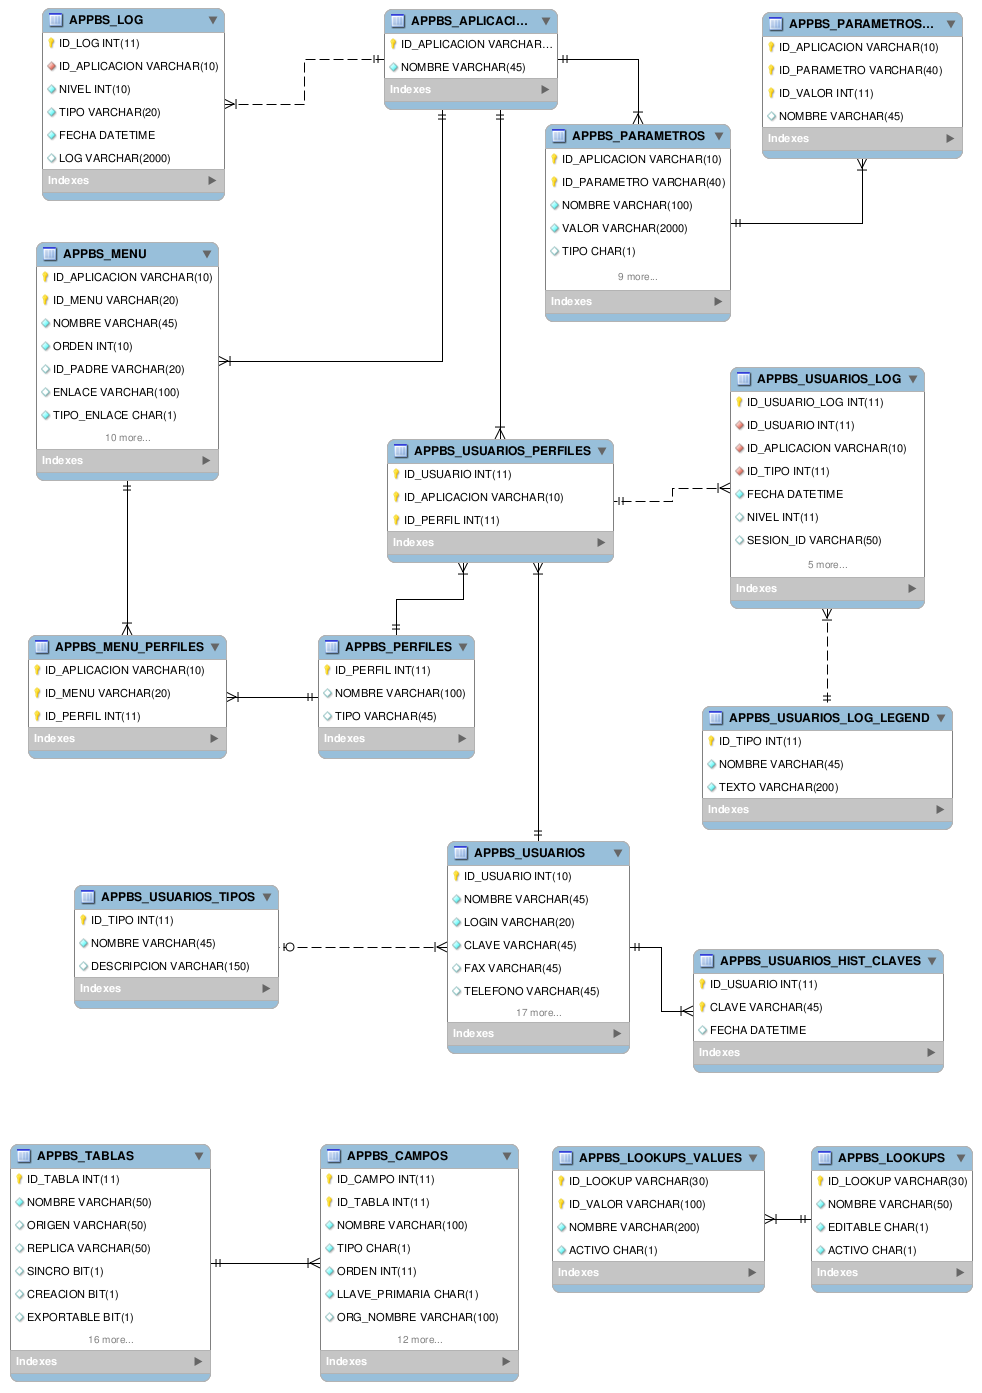 APPBS_LOG
ID_LOG INT(11)
ID_APLICACION VARCHAR(10)
NIVEL INT(10)
TIPO VARCHAR(20)
FECHA DATETIME
LOG VARCHAR(2000)
Indexes
APPBS_APLICACI...
ID_APLICACION VARCHAR...
NOMBRE VARCHAR(45)
Indexes
APPBS_PARAMETROS...
ID_APLICACION VARCHAR(10)
ID_PARAMETRO VARCHAR(40)
ID_VALOR INT(11)
NOMBRE VARCHAR(45)
Indexes
APPBS_PARAMETROS
ID_APLICACION VARCHAR(10)
ID_PARAMETRO VARCHAR(40)
NOMBRE VARCHAR(100)
VALOR VARCHAR(2000)
TIPO CHAR(1)
9 more...
Indexes
APPBS_MENU
ID_APLICACION VARCHAR(10)
ID_MENU VARCHAR(20)
NOMBRE VARCHAR(45)
ORDEN INT(10)
ID_PADRE VARCHAR(20)
ENLACE VARCHAR(100)
TIPO_ENLACE CHAR(1)
10 more...
Indexes
APPBS_USUARIOS_LOG
ID_USUARIO_LOG INT(11)
ID_USUARIO INT(11)
ID_APLICACION VARCHAR(10)
ID_TIPO INT(11)
FECHA DATETIME
NIVEL INT(11)
SESION_ID VARCHAR(50)
5 more...
Indexes
APPBS_USUARIOS_PERFILES
ID_USUARIO INT(11)
ID_APLICACION VARCHAR(10)
ID_PERFIL INT(11)
Indexes
APPBS_MENU_PERFILES
ID_APLICACION VARCHAR(10)
ID_MENU VARCHAR(20)
ID_PERFIL INT(11)
Indexes
APPBS_PERFILES
ID_PERFIL INT(11)
NOMBRE VARCHAR(100)
TIPO VARCHAR(45)
Indexes
APPBS_USUARIOS_LOG_LEGEND
ID_TIPO INT(11)
NOMBRE VARCHAR(45)
TEXTO VARCHAR(200)
Indexes
APPBS_USUARIOS
ID_USUARIO INT(10)
NOMBRE VARCHAR(45)
LOGIN VARCHAR(20)
CLAVE VARCHAR(45)
FAX VARCHAR(45)
TELEFONO VARCHAR(45)
17 more...
Indexes
APPBS_USUARIOS_TIPOS
ID_TIPO INT(11)
NOMBRE VARCHAR(45)
DESCRIPCION VARCHAR(150)
Indexes
APPBS_USUARIOS_HIST_CLAVES
ID_USUARIO INT(11)
CLAVE VARCHAR(45)
FECHA DATETIME
Indexes
APPBS_TABLAS
ID_TABLA INT(11)
NOMBRE VARCHAR(50)
ORIGEN VARCHAR(50)
REPLICA VARCHAR(50)
SINCRO BIT(1)
CREACION BIT(1)
EXPORTABLE BIT(1)
16 more...
Indexes
APPBS_CAMPOS
ID_CAMPO INT(11)
ID_TABLA INT(11)
NOMBRE VARCHAR(100)
TIPO CHAR(1)
ORDEN INT(11)
LLAVE_PRIMARIA CHAR(1)
ORG_NOMBRE VARCHAR(100)
12 more...
Indexes
APPBS_LOOKUPS_VALUES
ID_LOOKUP VARCHAR(30)
ID_VALOR VARCHAR(100)
NOMBRE VARCHAR(200)
ACTIVO CHAR(1)
Indexes
APPBS_LOOKUPS
ID_LOOKUP VARCHAR(30)
NOMBRE VARCHAR(50)
EDITABLE CHAR(1)
ACTIVO CHAR(1)
Indexes